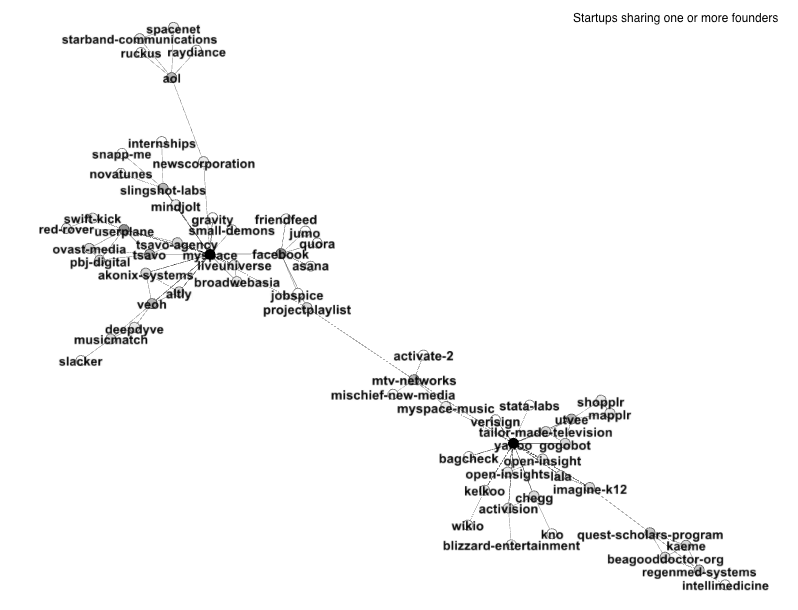 Startups sharing one or more founders
spacenet
starband-communications
ruckus raydiance
aol
internships
snapp-me
newscorporation
novatunes
slingshot-labs
mindjolt
swift-kick
gravity
friendfeed
red-rover
userplane
small-demons
jumo
quora
ovast-media
tsavo-agency
tsavo
myspace
facebook
pbj-digital
liveuniverse
asana
akonix-systems
broadwebasia
altly
jobspice
veoh
projectplaylist
deepdyve
musicmatch
slacker
activate-2
mtv-networks
mischief-new-media
myspace-music
stata-labs
shopplr
mapplr
verisign
utvee
tailor-made-television
yahoo
gogobot
bagcheck
open-insight
open-insights
lala
kelkoo
imagine-k12
chegg
activision
wikio
kno
quest-scholars-program
blizzard-entertainment
kaeme
beagooddoctor-org
regenmed-systems
intellimedicine